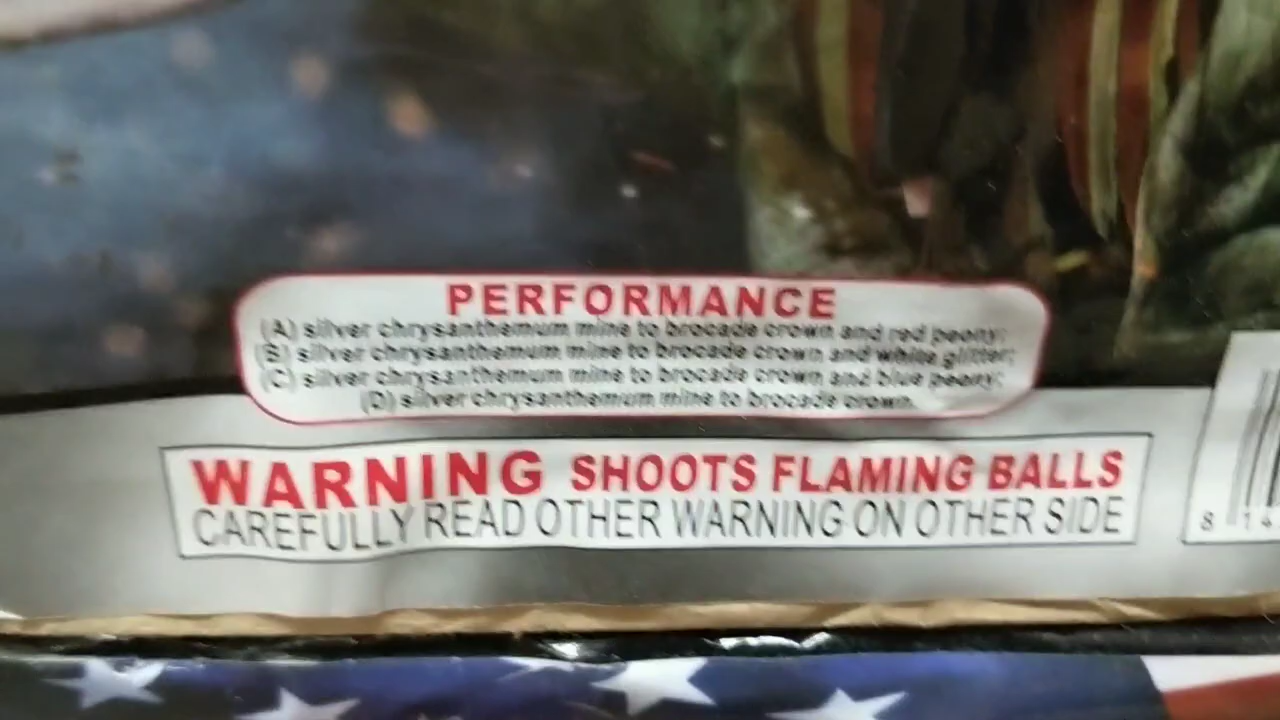 PERFORMANCE
(A) silver chrysanthemum mine to brocade crown and red peony;
(B) silver chrysanthemum mine to brocade crown and white glitter;
(C) silver chrysanthemum mine to brocade crown and blue peony;
(D) silver chrysanthemum mine to brocade crown.
WARNING SHOOTS FLAMING BALLS
CAREFULLY READ OTHER WARNING ON OTHER SIDE
8 14